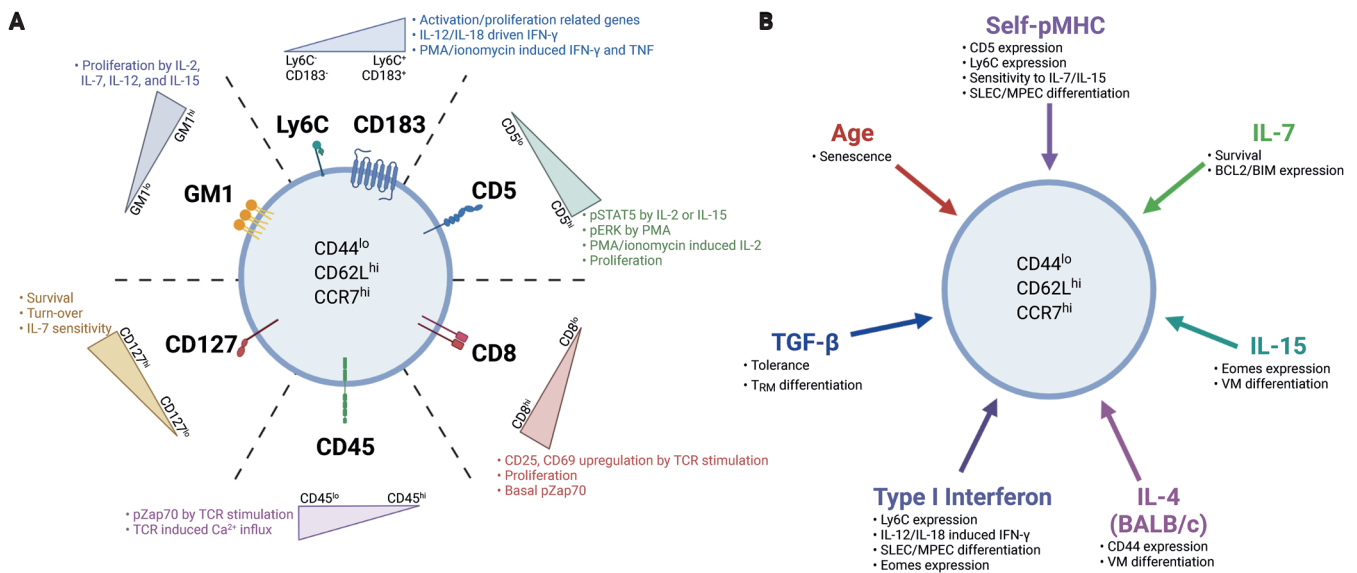 A
• Activation/proliferation related genes
• IL-12/IL-18 driven IFN-γ
• PMA/ionomycin induced IFN-γ and TNF
Ly6C-
CD183-
Ly6C+
CD183+
• Proliferation by IL-2,
IL-7, IL-12, and IL-15
GM1hi
GM1lo
Ly6C
CD183
GM1
CD5
CD5lo
CD5hi
• pSTAT5 by IL-2 or IL-15
• pERK by PMA
• PMA/ionomycin induced IL-2
• Proliferation
CD44lo
CD62Lhi
CCR7hi
• Survival
• Turn-over
• IL-7 sensitivity
CD127hi
CD127lo
CD127
CD8
CD8lo
CD8hi
CD45
• CD25, CD69 upregulation by TCR stimulation
• Proliferation
• Basal pZap70
CD45lo
CD45hi
• pZap70 by TCR stimulation
• TCR induced Ca2+ influx
B
Self-pMHC
• CD5 expression
• Ly6C expression
• Sensitivity to IL-7/IL-15
• SLEC/MPEC differentiation
Age
• Senescence
IL-7
• Survival
• BCL2/BIM expression
CD44lo
CD62Lhi
CCR7hi
TGF-β
• Tolerance
• TRM differentiation
IL-15
• Eomes expression
• VM differentiation
Type I Interferon
• Ly6C expression
• IL-12/IL-18 induced IFN-γ
• SLEC/MPEC differentiation
• Eomes expression
IL-4
(BALB/c)
• CD44 expression
• VM differentiation